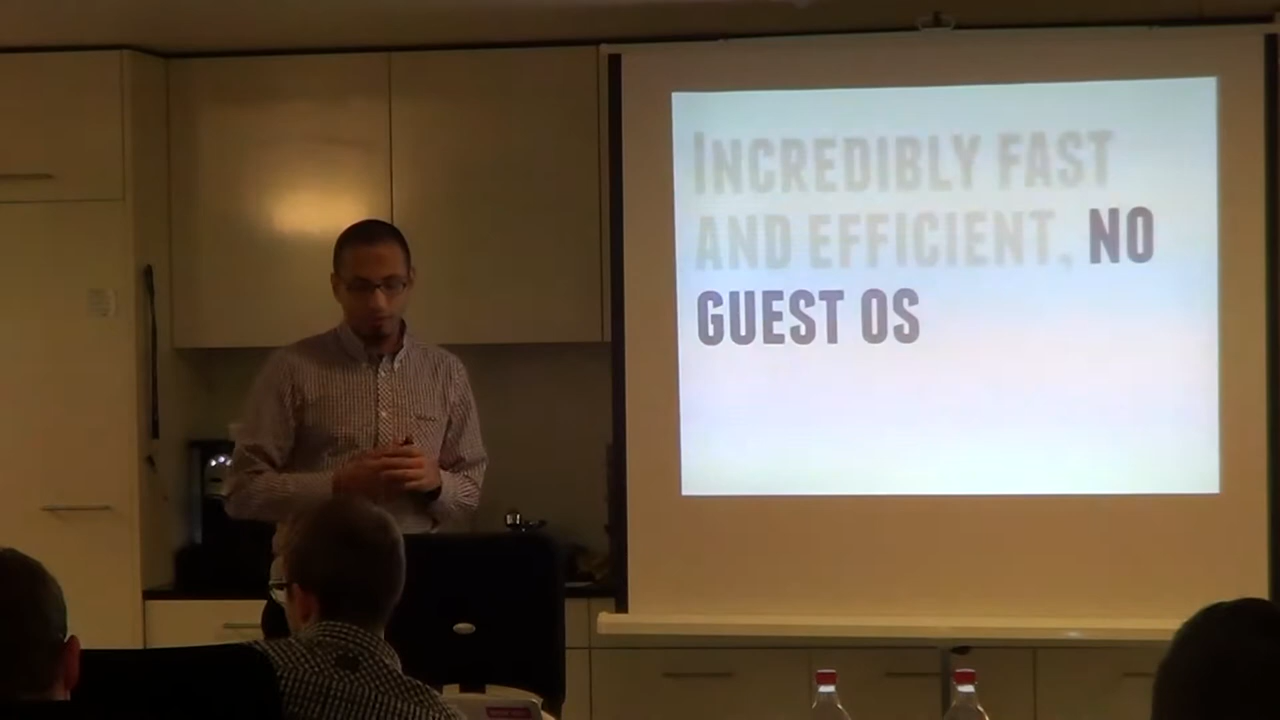 INCREDIBLY FAST
AND EFFICIENT, NO
GUEST OS